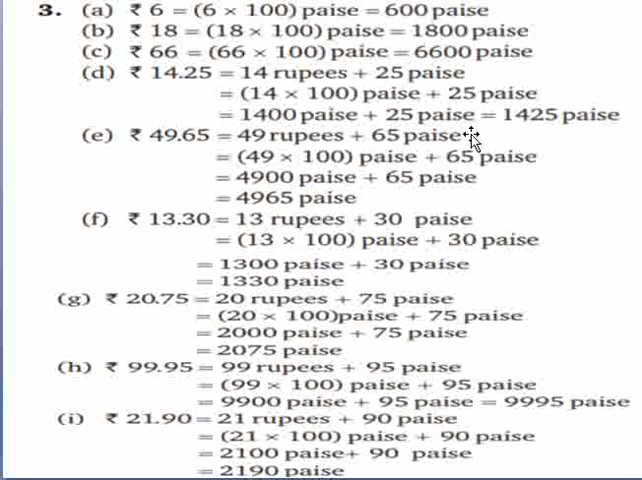 3. (a) ₹ 6 = (6 × 100) paise = 600 paise
(b) ₹ 18 = (18 × 100) paise = 1800 paise
(c) ₹ 66 = (66 × 100) paise = 6600 paise
(d) ₹ 14.25 = 14 rupees + 25 paise
= (14 × 100) paise + 25 paise
= 1400 paise + 25 paise = 1425 paise
(e) ₹ 49.65 = 49 rupees + 65 paise
= (49 × 100) paise + 65 paise
= 4900 paise + 65 paise
= 4965 paise
(f) ₹ 13.30 = 13 rupees + 30 paise
= (13 × 100) paise + 30 paise
= 1300 paise + 30 paise
= 1330 paise
(g) ₹ 20.75 = 20 rupees + 75 paise
= (20 × 100)paise + 75 paise
= 2000 paise + 75 paise
= 2075 paise
(h) ₹ 99.95 = 99 rupees + 95 paise
= (99 × 100) paise + 95 paise
= 9900 paise + 95 paise = 9995 paise
(i) ₹ 21.90 = 21 rupees + 90 paise
= (21 × 100) paise + 90 paise
= 2100 paise+ 90 paise
= 2190 paise